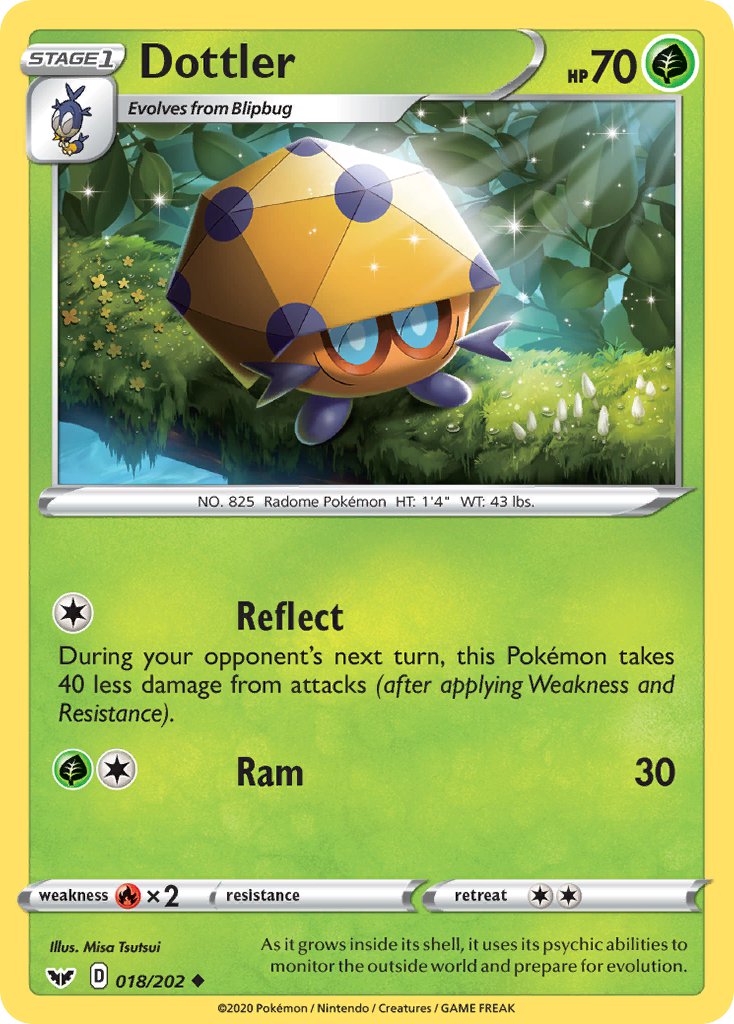 STAGE1
Dottler
HP70
Evolves from Blipbug
NO. 825 Radome Pokémon HT: 1'4" WT: 43 lbs.
Reflect
During your opponent's next turn, this Pokémon takes
40 less damage from attacks (after applying Weakness and
Resistance).
Ram 30
weakness ×2 resistance retreat
Illus. Misa Tsutsui
As it grows inside its shell, it uses its psychic abilities to
monitor the outside world and prepare for evolution.
D 018/202
©2020 Pokémon / Nintendo / Creatures / GAME FREAK